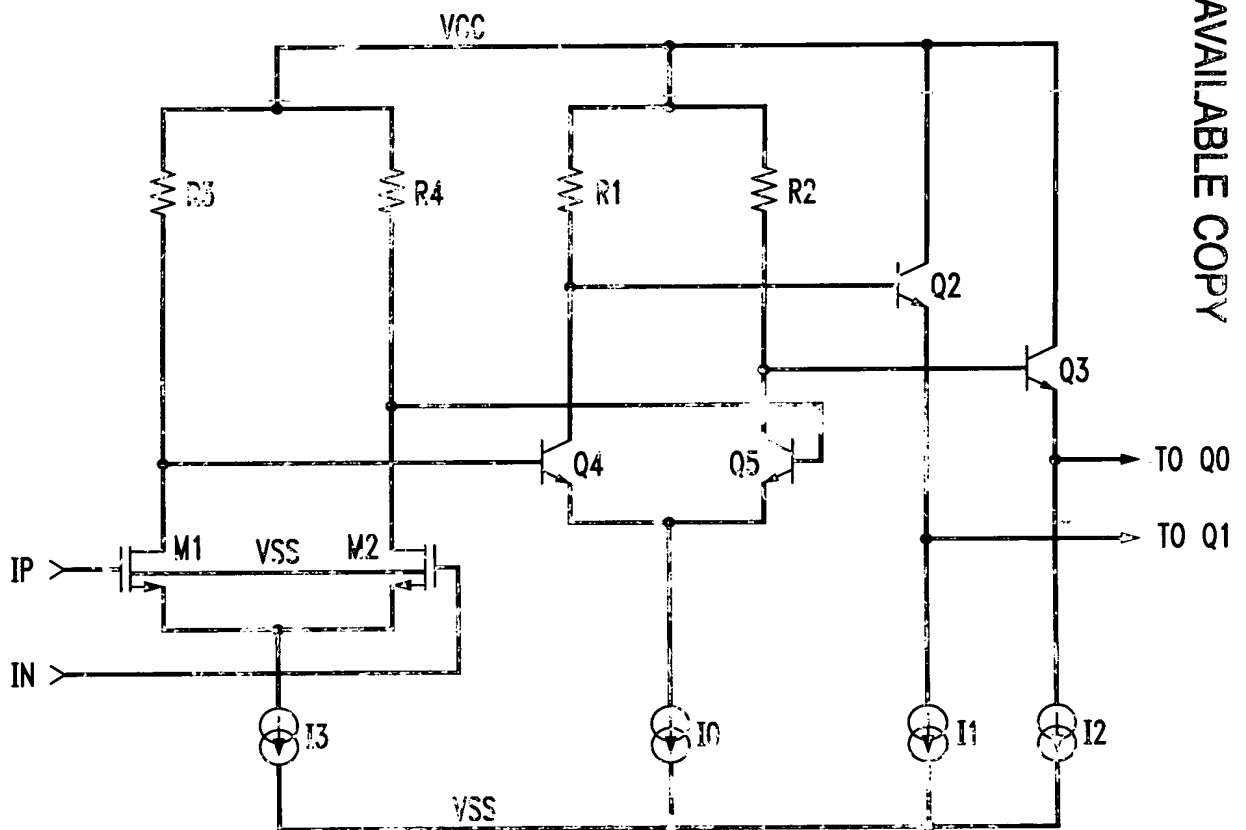 VCC
AVAILABLE COPY
R3
R4
R1
R2
Q2
Q3
Q4
Q5
TO Q0
TO Q1
M1
VSS
M2
IP
IN
I3
I0
I1
I2
VSS